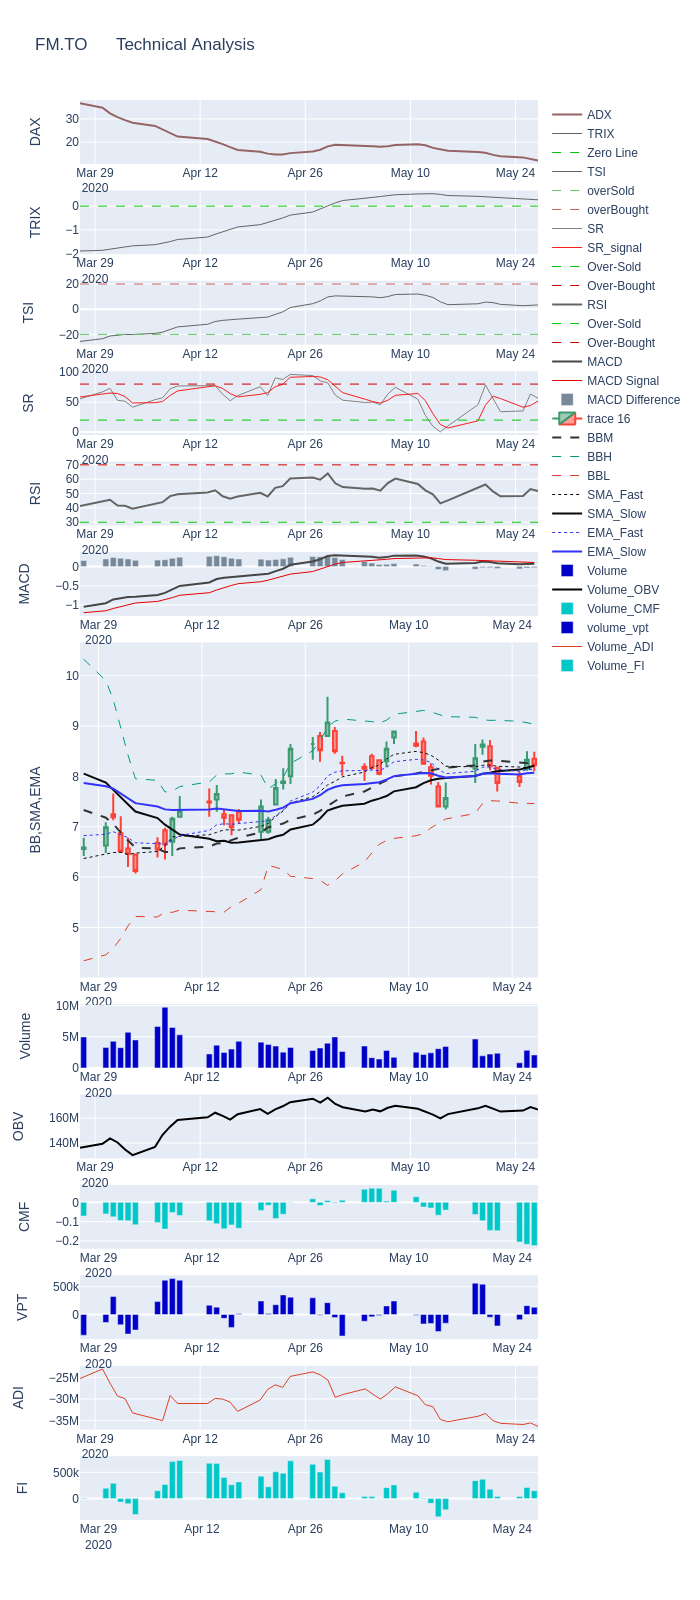 FM.TO Technical Analysis
DAX
30
20
Mar 29 Apr 12 Apr 26 May 10 May 24
2020
TRIX
0
−1
−2
Mar 29 Apr 12 Apr 26 May 10 May 24
2020
TSI
20
0
−20
Mar 29 Apr 12 Apr 26 May 10 May 24
2020
SR
100
50
0
Mar 29 Apr 12 Apr 26 May 10 May 24
2020
RSI
70
60
50
40
30
Mar 29 Apr 12 Apr 26 May 10 May 24
2020
MACD
0
−0.5
−1
Mar 29 Apr 12 Apr 26 May 10 May 24
2020
BB,SMA,EMA
10
9
8
7
6
5
Mar 29 Apr 12 Apr 26 May 10 May 24
2020
Volume
10M
5M
0
Mar 29 Apr 12 Apr 26 May 10 May 24
2020
OBV
160M
140M
Mar 29 Apr 12 Apr 26 May 10 May 24
2020
CMF
0
−0.1
−0.2
Mar 29 Apr 12 Apr 26 May 10 May 24
2020
VPT
500k
0
Mar 29 Apr 12 Apr 26 May 10 May 24
2020
ADI
−25M
−30M
−35M
Mar 29 Apr 12 Apr 26 May 10 May 24
2020
FI
500k
0
Mar 29 Apr 12 Apr 26 May 10 May 24
2020
ADX
TRIX
Zero Line
TSI
overSold
overBought
SR
SR_signal
Over-Sold
Over-Bought
RSI
Over-Sold
Over-Bought
MACD
MACD Signal
MACD Difference
trace 16
BBM
BBH
BBL
SMA_Fast
SMA_Slow
EMA_Fast
EMA_Slow
Volume
Volume_OBV
Volume_CMF
volume_vpt
Volume_ADI
Volume_FI